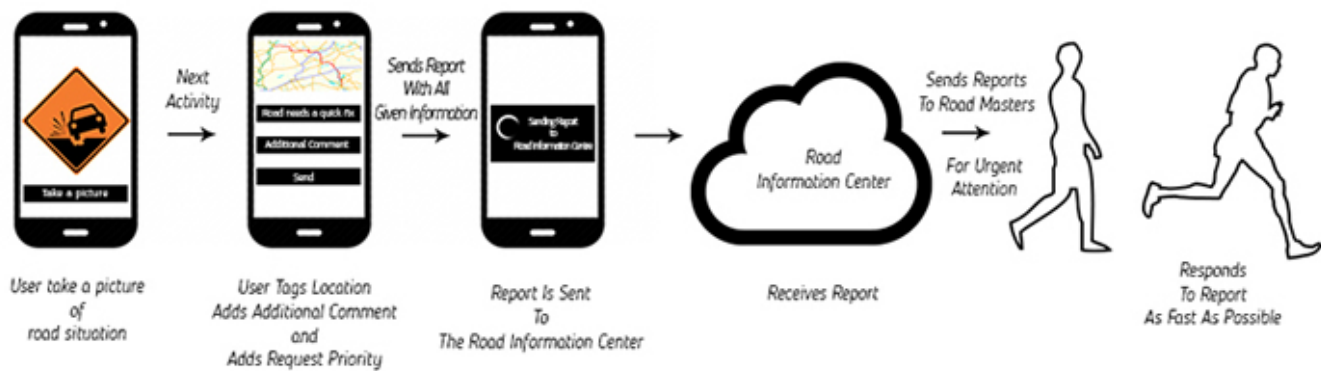 Take a picture
User take a picture
of
road situation
Next
Activity
Road needs a quick fix
Additional Comment
Send
User Tags Location
Adds Additional Comment
and
Adds Request Priority
Sends Report
With All
Given Information
Sending Report
to
Road Information Centre
Report Is Sent
To
The Road Information Center
Road
Information Center
Receives Report
Sends Reports
To Road Masters
For Urgent
Attention
Responds
To Report
As Fast As Possible